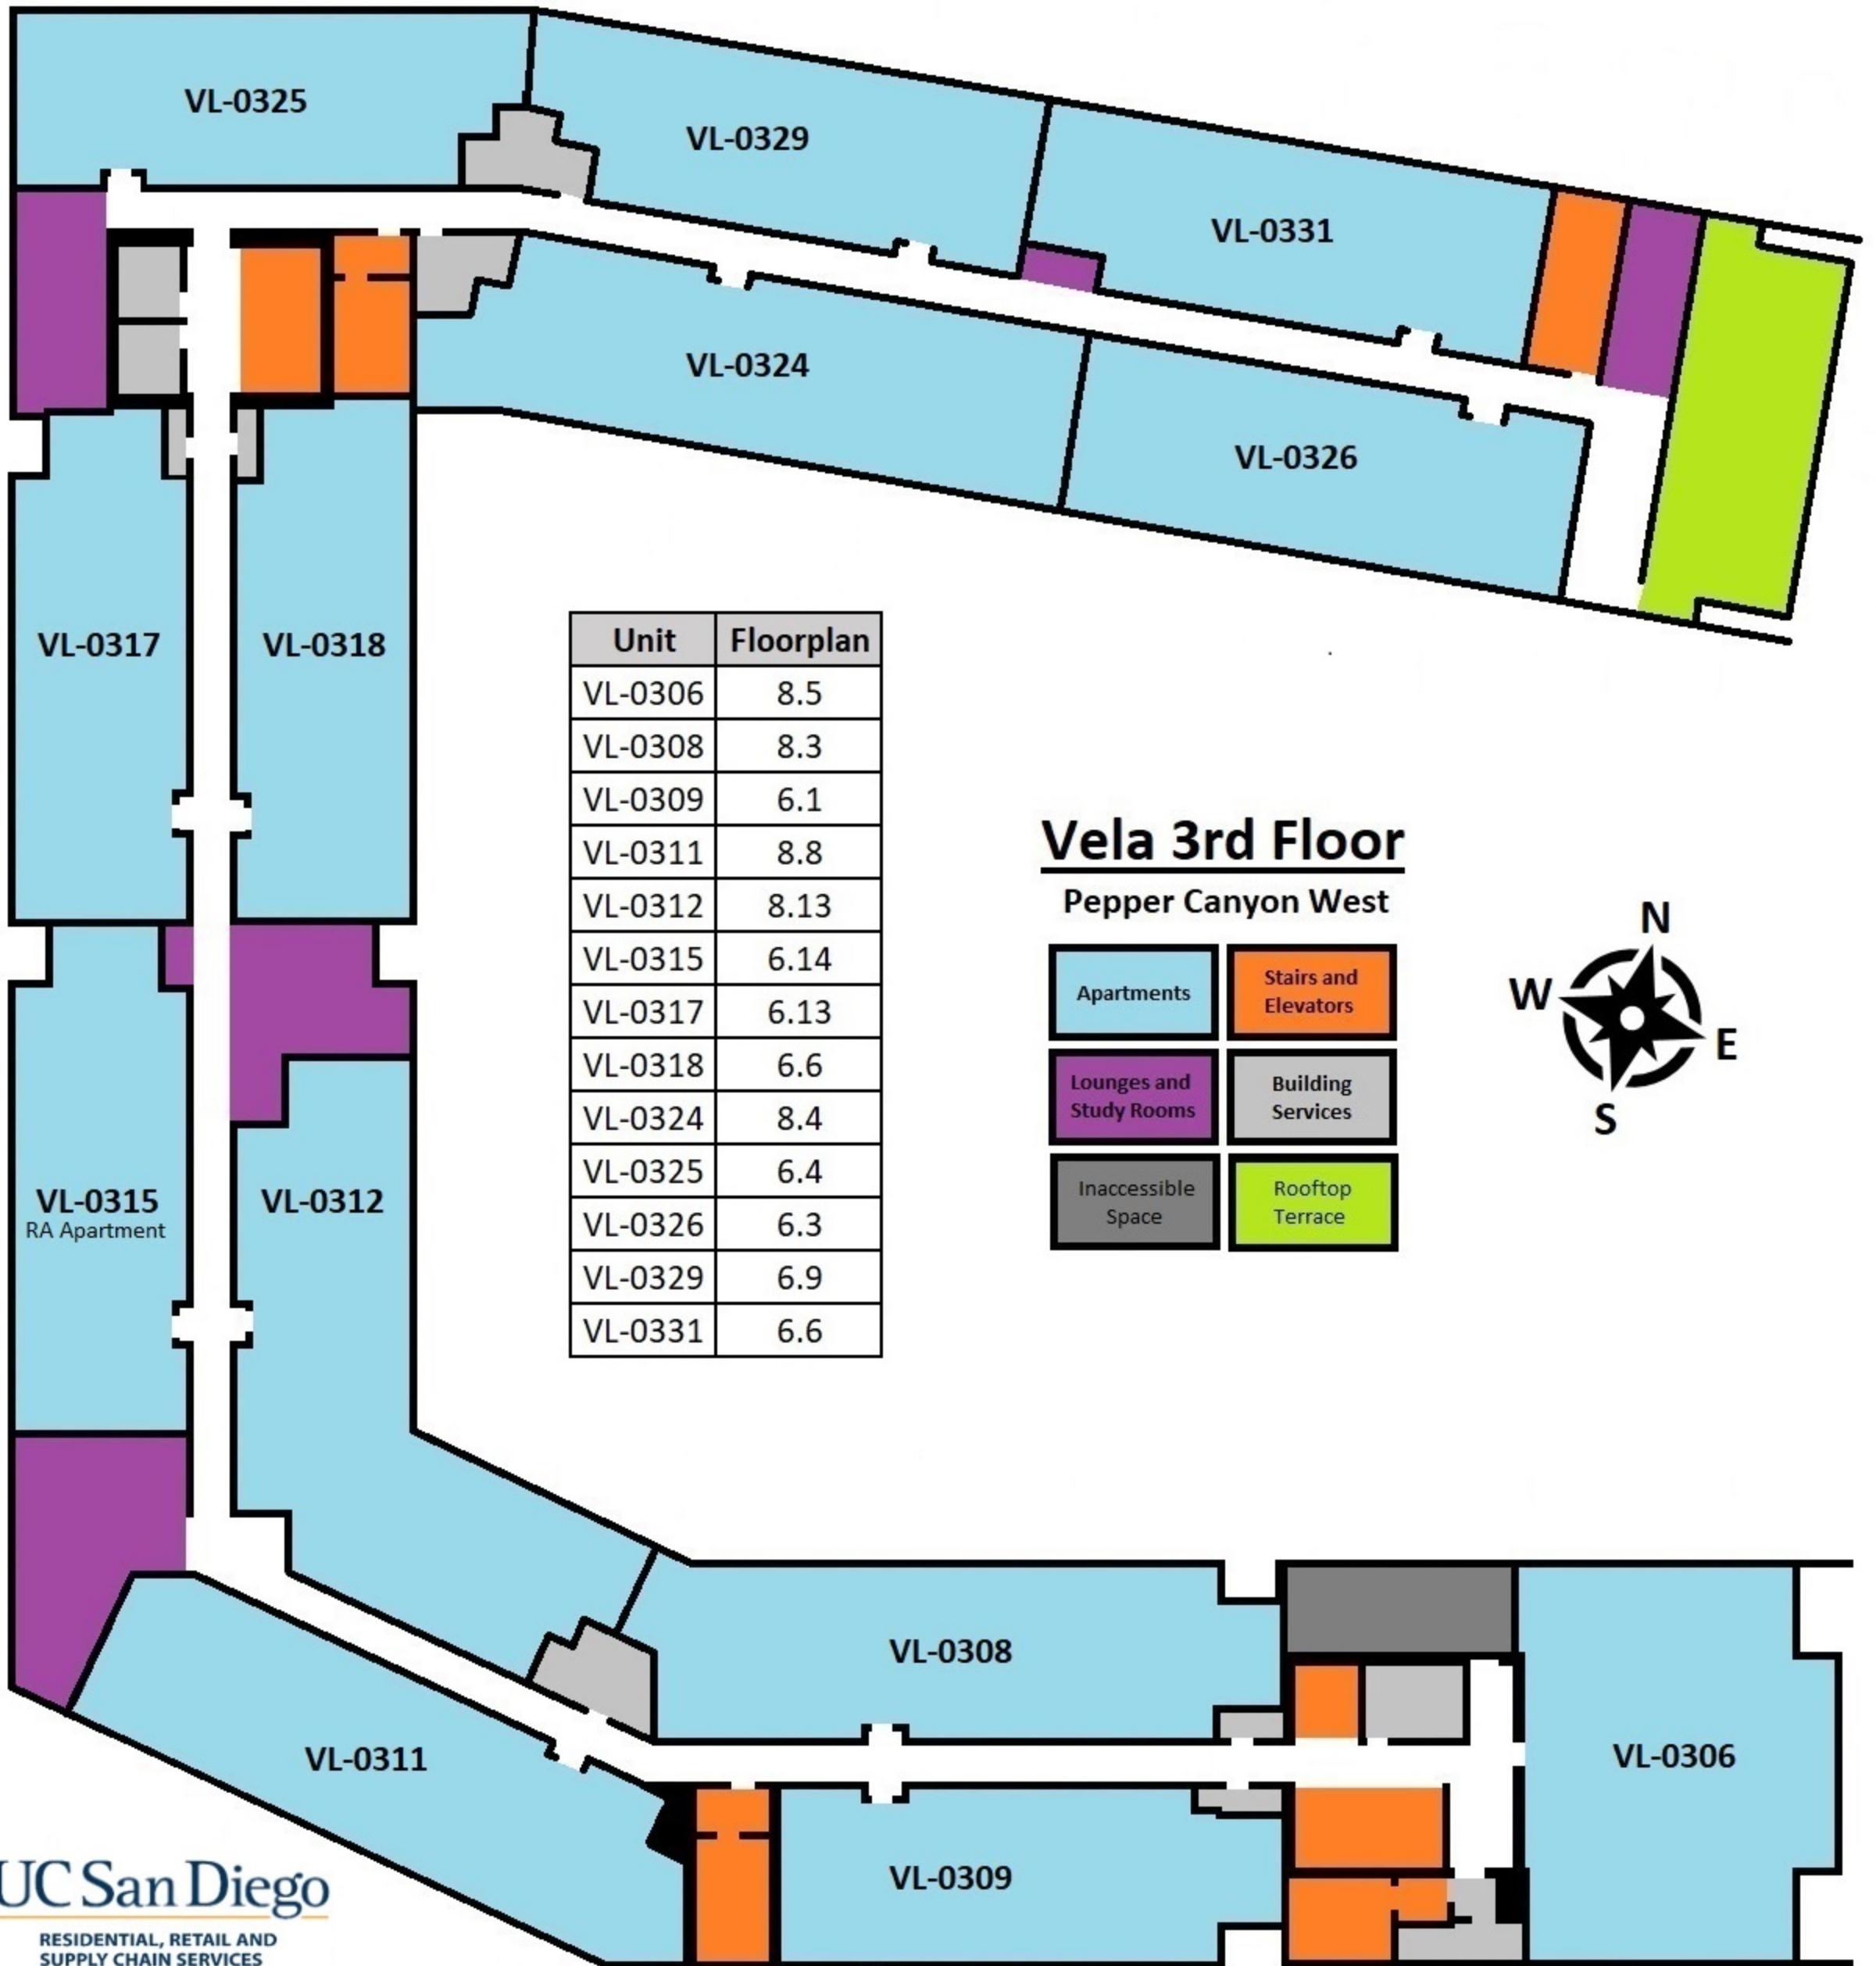 VL-0325
VL-0329
VL-0331
VL-0324
VL-0326
VL-0317
VL-0318
Unit Floorplan
VL-0306 8.5
VL-0308 8.3
VL-0309 6.1
VL-0311 8.8
VL-0312 8.13
VL-0315 6.14
VL-0317 6.13
VL-0318 6.6
VL-0324 8.4
VL-0325 6.4
VL-0326 6.3
VL-0329 6.9
VL-0331 6.6
Vela 3rd Floor
Pepper Canyon West
Apartments
Stairs and
Elevators
Lounges and
Study Rooms
Building
Services
Inaccessible
Space
Rooftop
Terrace
N
W
E
S
VL-0315
RA Apartment
VL-0312
VL-0308
VL-0306
VL-0311
VL-0309
UC San Diego
RESIDENTIAL, RETAIL AND
SUPPLY CHAIN SERVICES